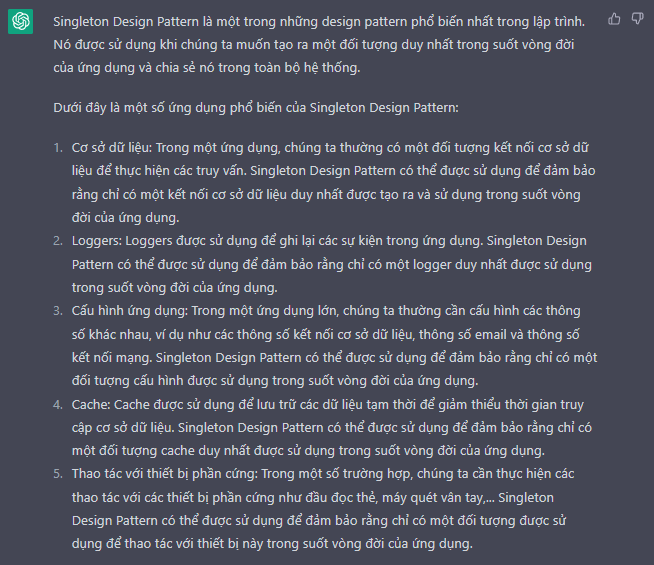 Singleton Design Pattern là một trong những design pattern phổ biến nhất trong lập trình.
Nó được sử dụng khi chúng ta muốn tạo ra một đối tượng duy nhất trong suốt vòng đời
của ứng dụng và chia sẻ nó trong toàn bộ hệ thống.
Dưới đây là một số ứng dụng phổ biến của Singleton Design Pattern:
1. Cơ sở dữ liệu: Trong một ứng dụng, chúng ta thường có một đối tượng kết nối cơ sở dữ
liệu để thực hiện các truy vấn. Singleton Design Pattern có thể được sử dụng để đảm bảo
rằng chỉ có một kết nối cơ sở dữ liệu duy nhất được tạo ra và sử dụng trong suốt vòng
đời của ứng dụng.
2. Loggers: Loggers được sử dụng để ghi lại các sự kiện trong ứng dụng. Singleton Design
Pattern có thể được sử dụng để đảm bảo rằng chỉ có một logger duy nhất được sử dụng
trong suốt vòng đời của ứng dụng.
3. Cấu hình ứng dụng: Trong một ứng dụng lớn, chúng ta thường cần cấu hình các thông
số khác nhau, ví dụ như các thông số kết nối cơ sở dữ liệu, thông số email và thông số
kết nối mạng. Singleton Design Pattern có thể được sử dụng để đảm bảo rằng chỉ có một
đối tượng cấu hình được sử dụng trong suốt vòng đời của ứng dụng.
4. Cache: Cache được sử dụng để lưu trữ các dữ liệu tạm thời để giảm thiểu thời gian truy
cập cơ sở dữ liệu. Singleton Design Pattern có thể được sử dụng để đảm bảo rằng chỉ có
một đối tượng cache duy nhất được sử dụng trong suốt vòng đời của ứng dụng.
5. Thao tác với thiết bị phần cứng: Trong một số trường hợp, chúng ta cần thực hiện các
thao tác với các thiết bị phần cứng như đầu đọc thẻ, máy quét vân tay,... Singleton
Design Pattern có thể được sử dụng để đảm bảo rằng chỉ có một đối tượng được sử
dụng để thao tác với thiết bị này trong suốt vòng đời của ứng dụng.